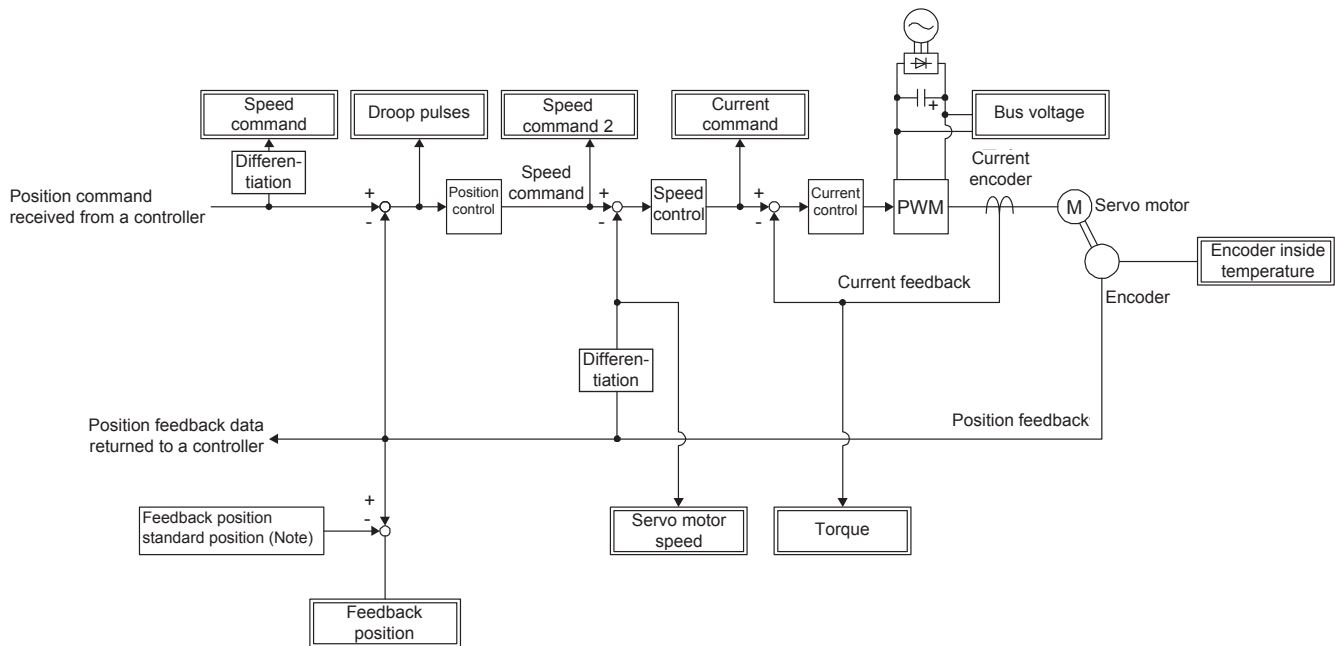 Speed
command
Droop pulses
Speed
command 2
Current
command
+
Bus voltage
Differen-
tiation
Current
encoder
Position command
received from a controller
+
-
Position
control
Speed
command
+
-
Speed
control
+
-
Current
control
PWM
M
Servo motor
Encoder inside
temperature
Current feedback
Encoder
Differen-
tiation
Position feedback data
returned to a controller
Position feedback
+
-
Feedback position
standard position (Note)
Servo motor
speed
Torque
Feedback
position